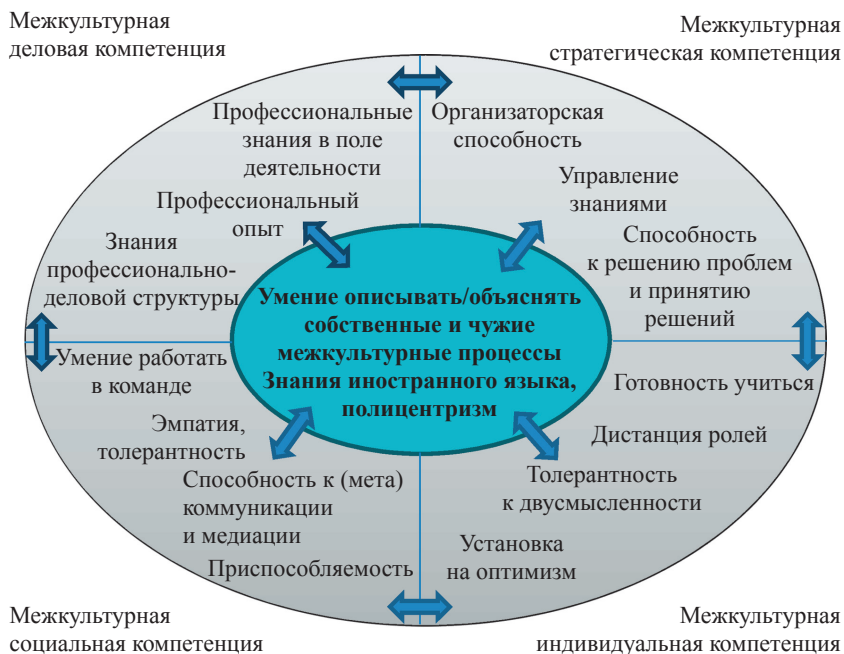 Межкультурная
деловая компетенция
Межкультурная
стратегическая компетенция
Профессиональные
знания в поле
деятельности
Профессиональный
опыт
Знания
профессионально-
деловой структуры
Организаторская
способность
Управление
знаниями
Способность
к решению проблем
и принятию
решений
Умение описывать/объяснять
собственные и чужие
межкультурные процессы
Знания иностранного языка,
полицентризм
Умение работать
в команде
Эмпатия,
толерантность
Способность к (мета)
коммуникации
и медиации
Приспособляемость
Готовность учиться
Дистанция ролей
Толерантность
к двусмысленности
Установка
на оптимизм
Межкультурная
социальная компетенция
Межкультурная
индивидуальная компетенция